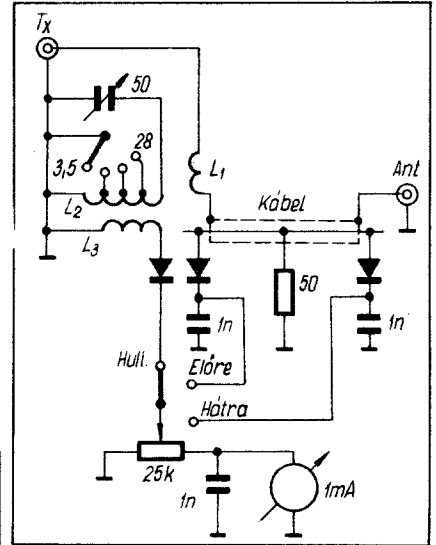 Tx
50
28
3,5
L1
Ant
L2
Kábel
L3
50
1n
1n
Hull.
Előre
Hátra
25k
1n
1mA